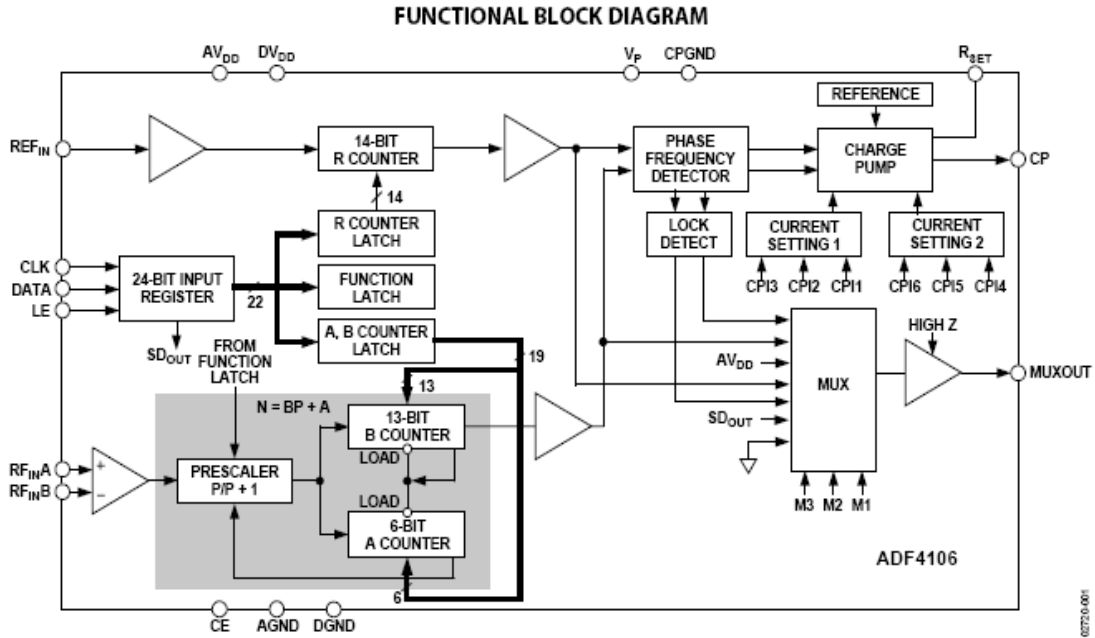 FUNCTIONAL BLOCK DIAGRAM
AVDD
DVDD
VP
CPGND
RSET
REFERENCE
REFIN
14-BIT
R COUNTER
PHASE
FREQUENCY
DETECTOR
CHARGE
PUMP
CP
14
R COUNTER
LATCH
LOCK
DETECT
CURRENT
SETTING 1
CURRENT
SETTING 2
CLK
DATA
LE
24-BIT INPUT
REGISTER
22
FUNCTION
LATCH
CPI3
CPI2
CPI1
CPI6
CPI5
CPI4
A, B COUNTER
LATCH
SDOUT
FROM
FUNCTION
LATCH
19
13
HIGH Z
AVDD
MUX
MUXOUT
N = BP + A
13-BIT
B COUNTER
SDOUT
LOAD
RFINA
RFINB
+
–
PRESCALER
P/P + 1
LOAD
M3
M2
M1
6-BIT
A COUNTER
6
ADF4106
CE
AGND
DGND
02720-001